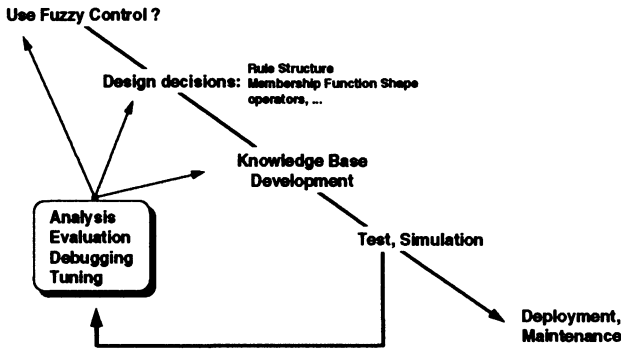 Use Fuzzy Control ?
Design decisions:
Rule Structure
Membership Function Shape
operators, ...
Knowledge Base
Development
Analysis
Evaluation
Debugging
Tuning
Test, Simulation
Deployment,
Maintenance